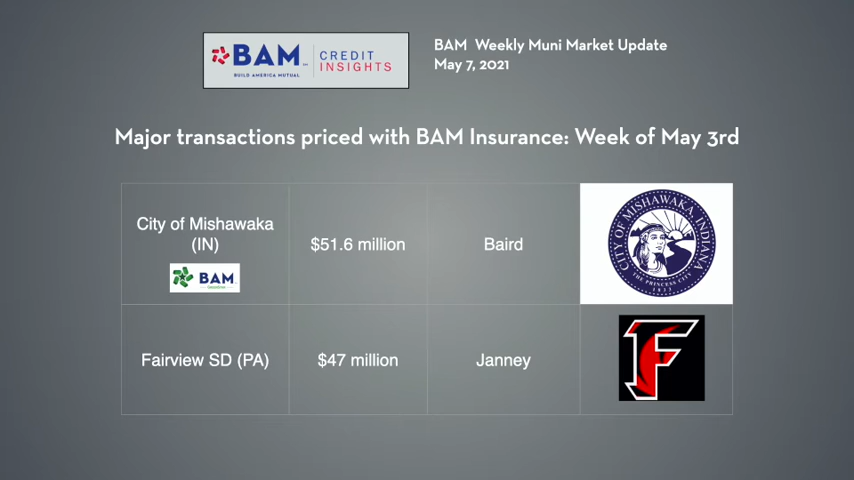 BAM
BUILD AMERICA MUTUAL
CREDIT
INSIGHTS
BAM Weekly Muni Market Update
May 7, 2021
Major transactions priced with BAM Insurance: Week of May 3rd
City of Mishawaka
(IN)
BAM
$51.6 million
Baird
CITY OF MISHAWAKA, INDIANA
THE PRINCESS CITY
Fairview SD (PA)
$47 million
Janney
F